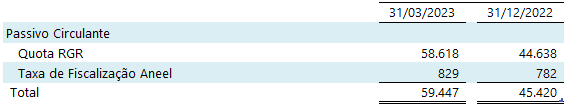 31/03/2023 31/12/2022
Passivo Circulante
Quota RGR 58.618 44.638
Taxa de Fiscalização Aneel 829 782
Total 59.447 45.420